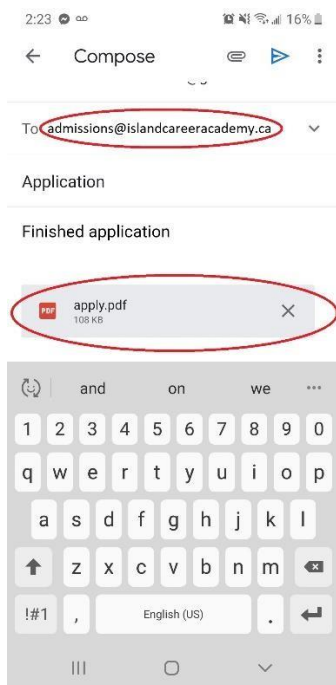 2:23 16%
Compose
To admissions@islandcareeracademy.ca
Application
Finished application
PDF apply.pdf
108 KB
and on we
1 2 3 4 5 6 7 8 9 0
q w e r t y u i o p
a s d f g h j k l
z x c v b n m
!#1 , English (US) .